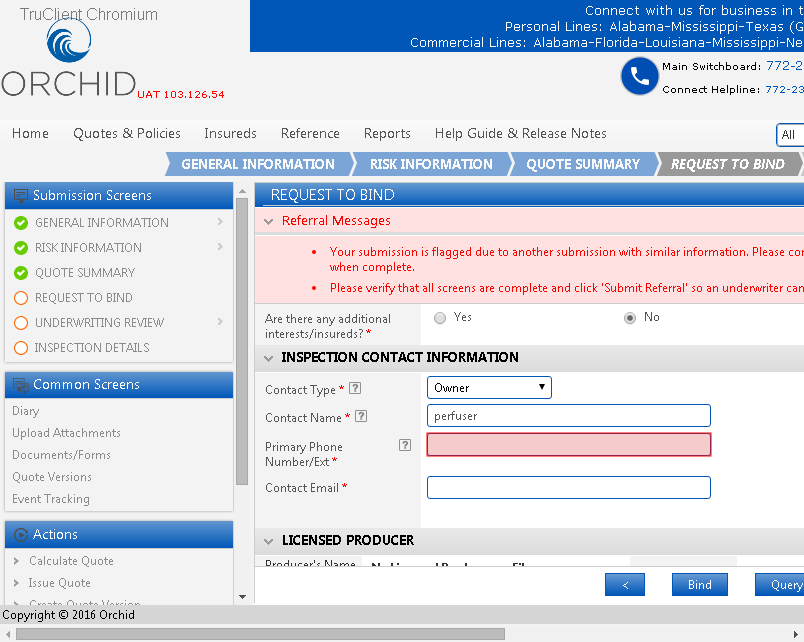 TruClient Chromium
ORCHID
UAT 103.126.54
Connect with us for business in t
Personal Lines: Alabama-Mississippi-Texas (G
Commercial Lines: Alabama-Florida-Louisiana-Mississippi-Ne
Main Switchboard: 772-2
Connect Helpline: 772-23
Home Quotes & Policies Insureds Reference Reports Help Guide & Release Notes All
GENERAL INFORMATION RISK INFORMATION QUOTE SUMMARY REQUEST TO BIND
Submission Screens
GENERAL INFORMATION
RISK INFORMATION
QUOTE SUMMARY
REQUEST TO BIND
UNDERWRITING REVIEW
INSPECTION DETAILS
Common Screens
Diary
Upload Attachments
Documents/Forms
Quote Versions
Event Tracking
Actions
Calculate Quote
Issue Quote
Create Quote Version
REQUEST TO BIND
Referral Messages
• Your submission is flagged due to another submission with similar information. Please cor
when complete.
• Please verify that all screens are complete and click 'Submit Referral' so an underwriter can
Are there any additional
interests/insureds? * Yes No
INSPECTION CONTACT INFORMATION
Contact Type * ? Owner
Contact Name * ? perfuser
Primary Phone ?
Number/Ext *
Contact Email *
LICENSED PRODUCER
Producer's Name
< Bind Query
Copyright © 2016 Orchid